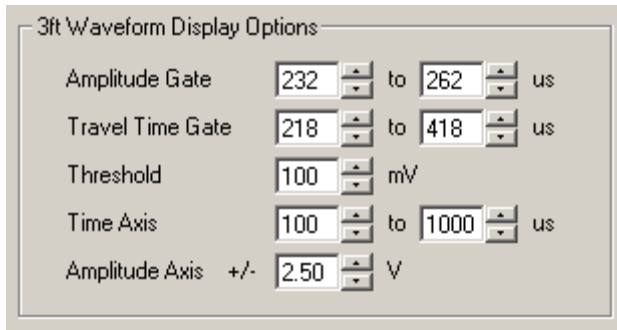 3ft Waveform Display Options
Amplitude Gate 232 to 262 us
Travel Time Gate 218 to 418 us
Threshold 100 mV
Time Axis 100 to 1000 us
Amplitude Axis +/- 2.50 V